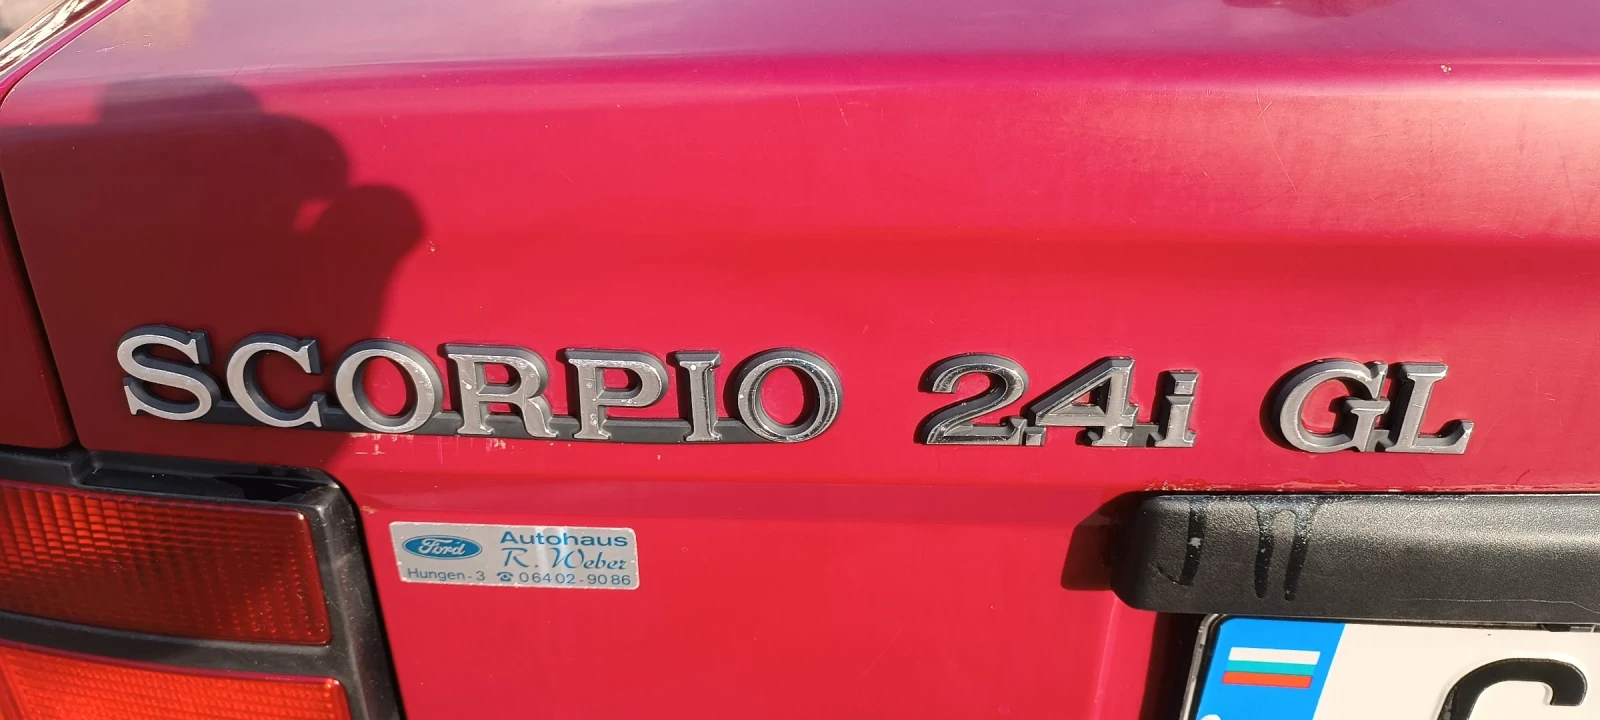 SCORPIO 2.4i GL
Ford Autohaus
R. Weber
Hungen-3 ☎ 06402-9086
C